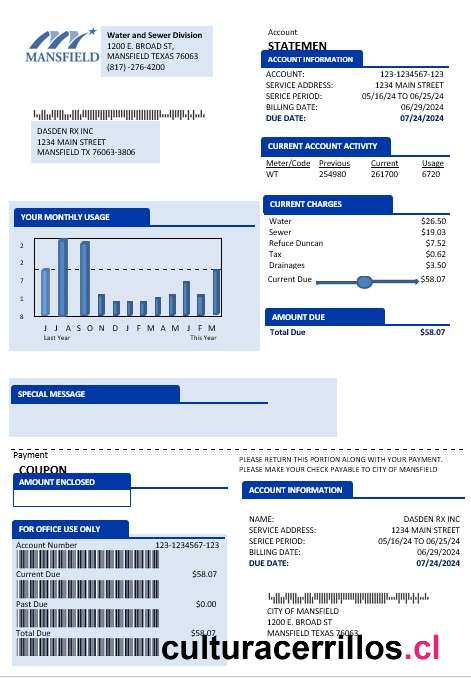 MANSFIELD
Water and Sewer Division
1200 E. BROAD ST,
MANSFIELD TEXAS 76063
(817) -276-4200
Account
STATEMEN
ACCOUNT INFORMATION
ACCOUNT: 123-1234567-123
SERVICE ADDRESS: 1234 MAIN STREET
SERICE PERIOD: 05/16/24 TO 06/25/24
BILLING DATE: 06/29/2024
DUE DATE: 07/24/2024
DASDEN RX INC
1234 MAIN STREET
MANSFIELD TX 76063-3806
CURRENT ACCOUNT ACTIVITY
Meter/Code Previous Current Usage
WT 254980 261700 6720
YOUR MONTHLY USAGE
2
2
7
1
8
J J A S O N D J F M A M J J F M
Last Year This Year
CURRENT CHARGES
Water $26.50
Sewer $19.03
Refuce Duncan $7.52
Tax $0.62
Drainages $3.50
Current Due $58.07
AMOUNT DUE
Total Due $58.07
SPECIAL MESSAGE
Payment
COUPON
AMOUNT ENCLOSED
PLEASE RETURN THIS PORTION ALONG WITH YOUR PAYMENT.
PLEASE MAKE YOUR CHECK PAYABLE TO CITY OF MANSFIELD
ACCOUNT INFORMATION
NAME: DASDEN RX INC
SERVICE ADDRESS: 1234 MAIN STREET
SERICE PERIOD: 05/16/24 TO 06/25/24
BILLING DATE: 06/29/2024
DUE DATE: 07/24/2024
FOR OFFICE USE ONLY
Account Number 123-1234567-123
Current Due $58.07
Past Due $0.00
Total Due $58.07
CITY OF MANSFIELD
1200 E. BROAD ST
MANSFIELD TEXAS 76063
culturacerrillos.cl